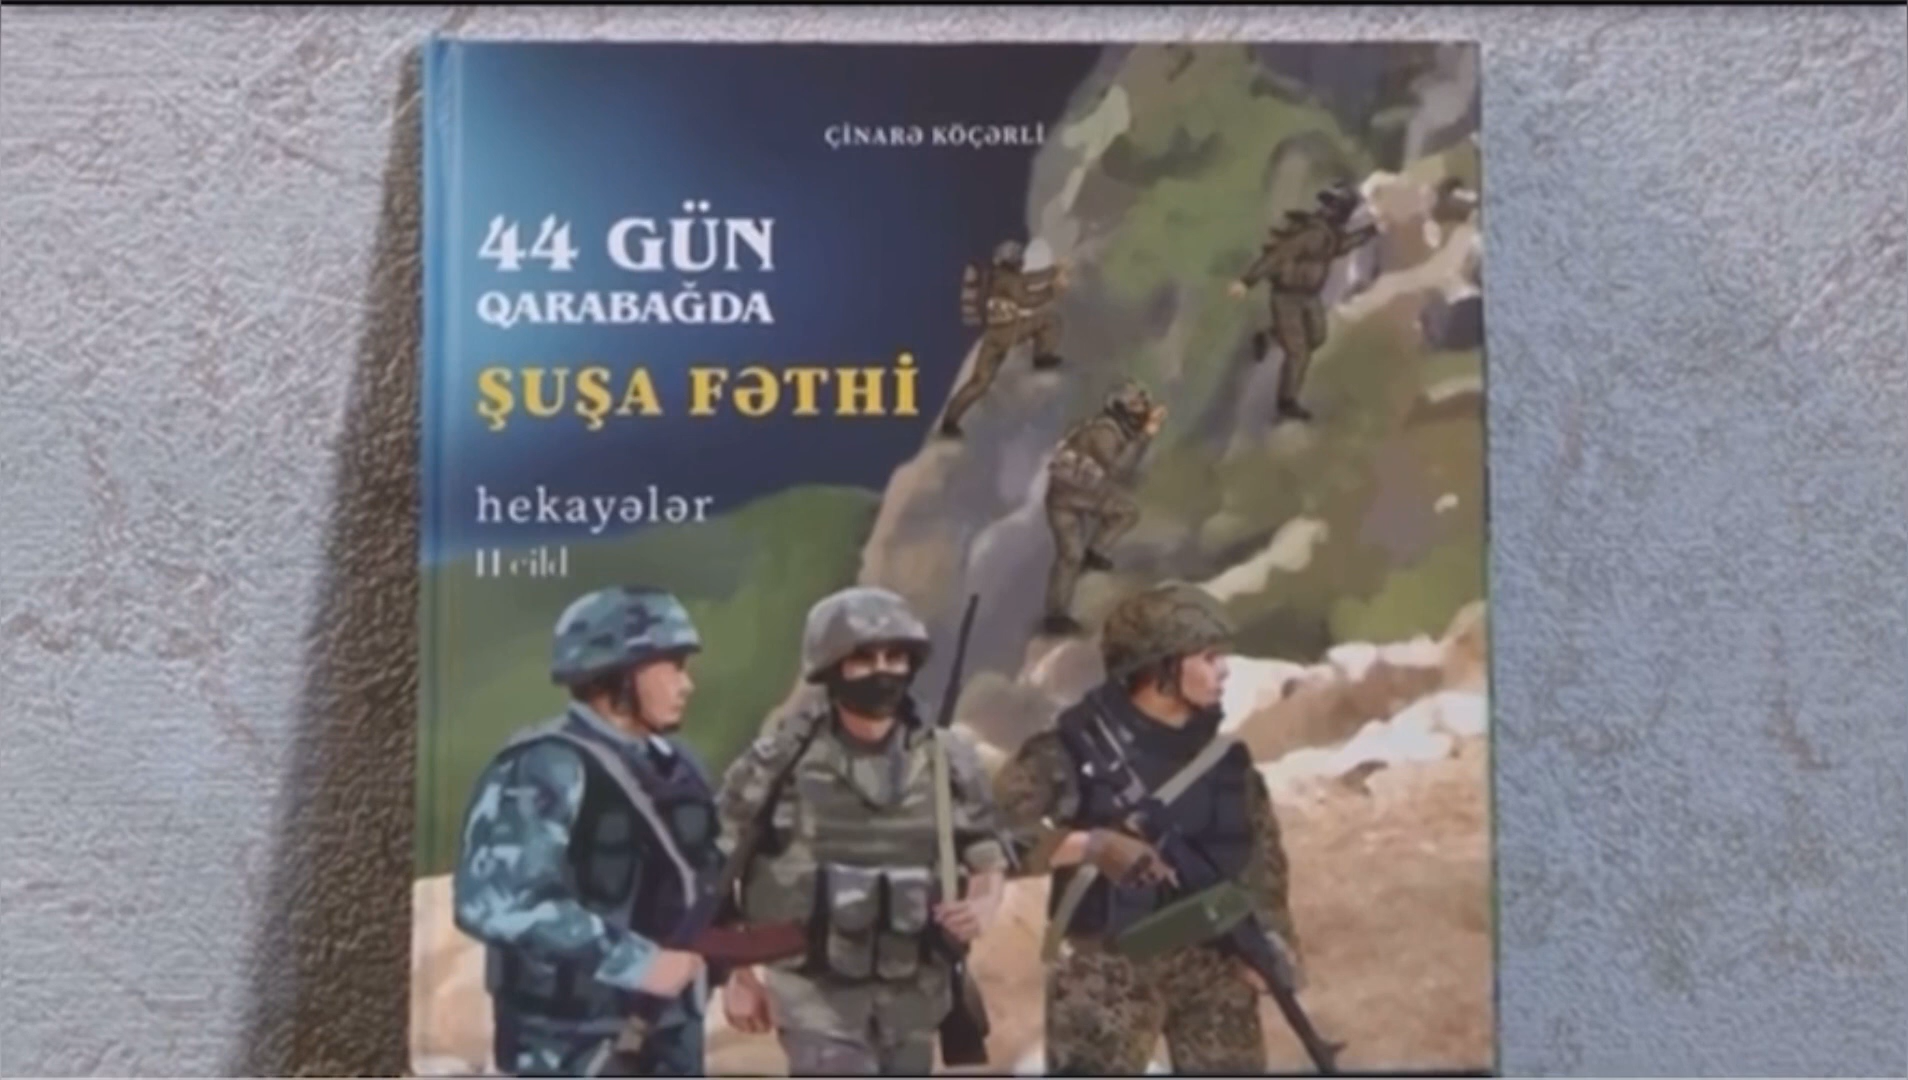 ÇİNARƏ KÖÇƏRLİ
44 GÜN
QARABAĞDA
ŞUŞA FƏTHİ
hekayələr
II cild